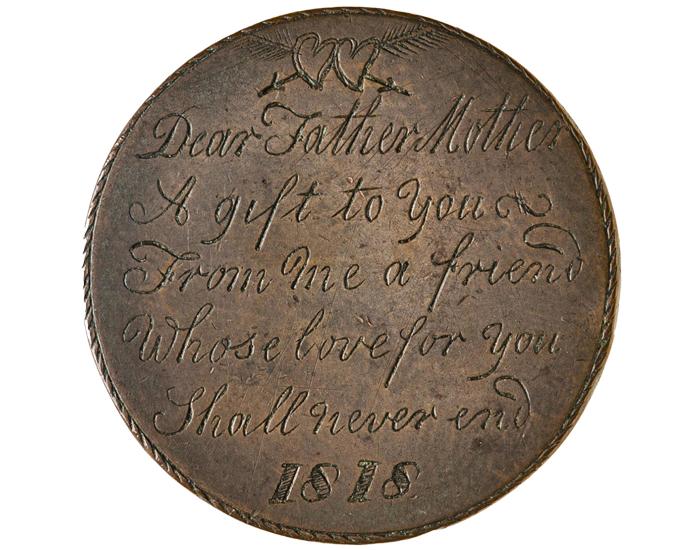 Dear Father Mother
A gift to you
From me a friend
Whose love for you
Shall never end
1818